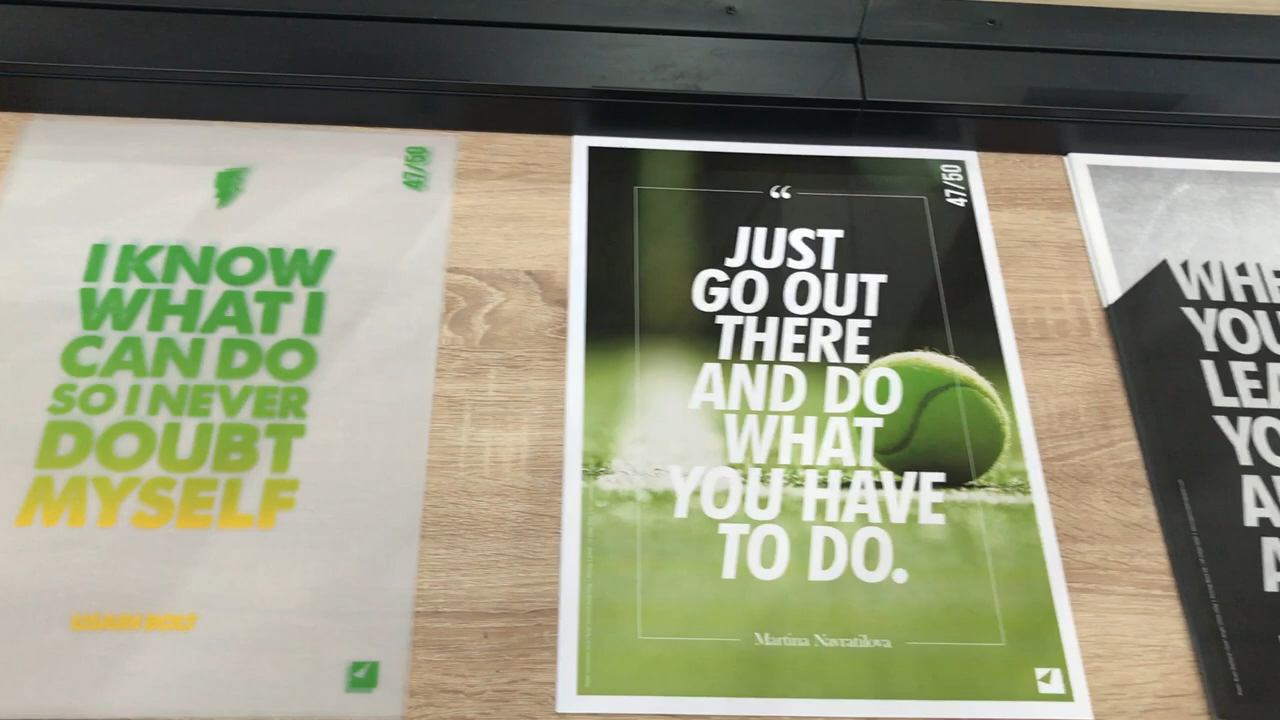 47/50
I KNOW
WHAT I
CAN DO
SO I NEVER
DOUBT
MYSELF
USAIN BOLT
47/50
“
JUST
GO OUT
THERE
AND DO
WHAT
YOU HAVE
TO DO.
Martina Navratilova
WHE
YOU
LEA
YO
A
A